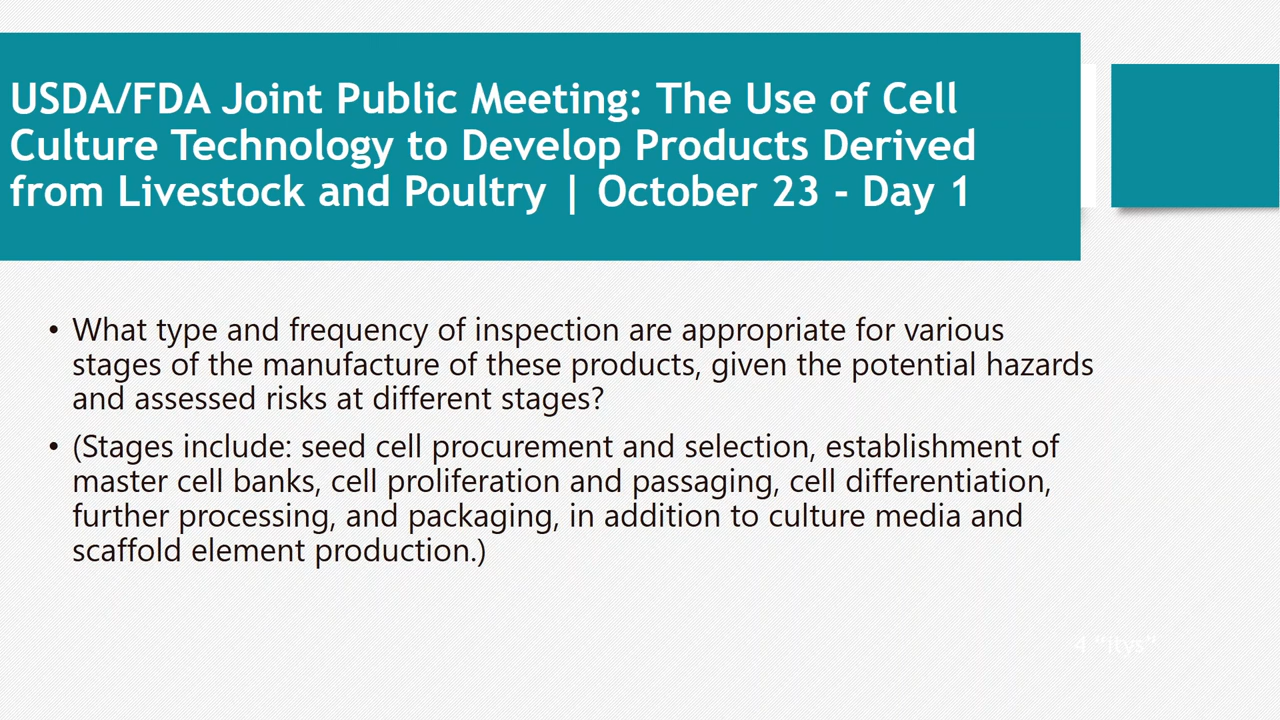 USDA/FDA Joint Public Meeting: The Use of Cell
Culture Technology to Develop Products Derived
from Livestock and Poultry | October 23 - Day 1
• What type and frequency of inspection are appropriate for various
stages of the manufacture of these products, given the potential hazards
and assessed risks at different stages?
• (Stages include: seed cell procurement and selection, establishment of
master cell banks, cell proliferation and passaging, cell differentiation,
further processing, and packaging, in addition to culture media and
scaffold element production.)
4 “itys”